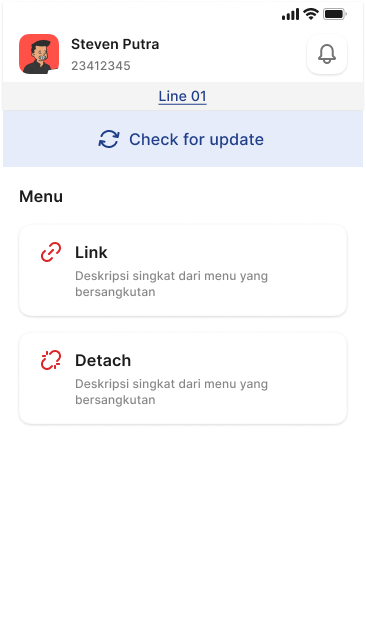 Steven Putra
23412345
Line 01
Check for update
Menu
Link
Deskripsi singkat dari menu yang
bersangkutan
Detach
Deskripsi singkat dari menu yang
bersangkutan